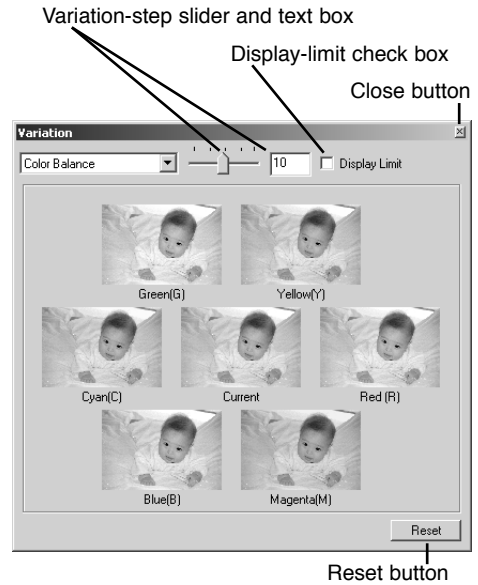 Variation-step slider and text box
Display-limit check box
Close button
Variation
Color Balance
10
Display Limit
Green(G)
Yellow(Y)
Cyan(C)
Current
Red (R)
Blue(B)
Magenta(M)
Reset
Reset button